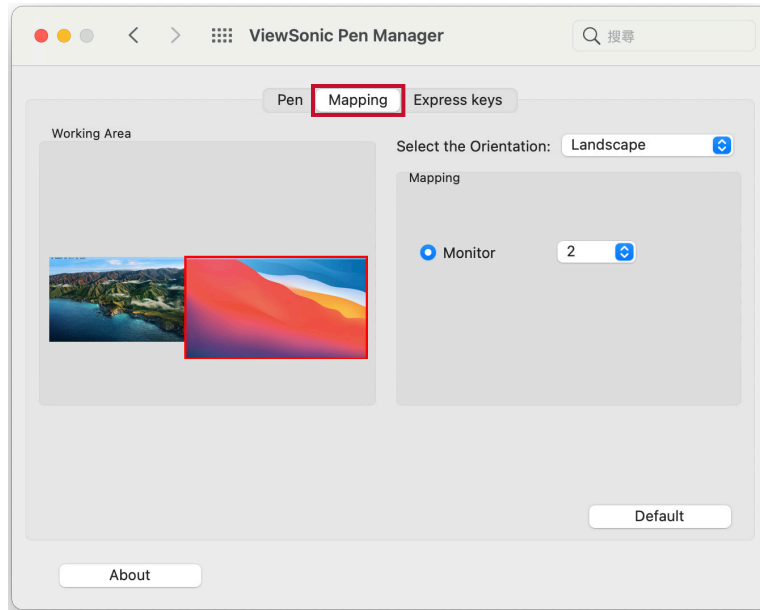 ViewSonic Pen Manager
搜尋
Pen Mapping Express keys
Working Area
Select the Orientation: Landscape
Mapping
Monitor 2
Default
About